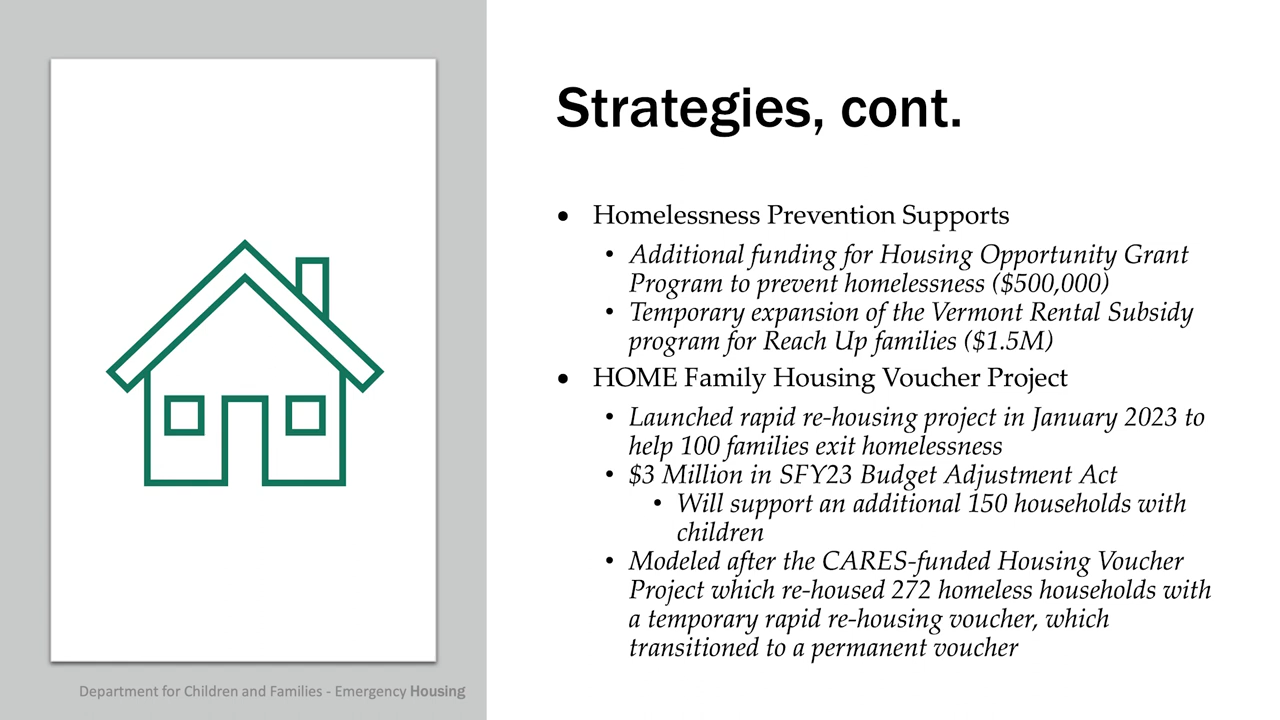 Strategies, cont.
• Homelessness Prevention Supports
• Additional funding for Housing Opportunity Grant
Program to prevent homelessness ($500,000)
• Temporary expansion of the Vermont Rental Subsidy
program for Reach Up families ($1.5M)
• HOME Family Housing Voucher Project
• Launched rapid re-housing project in January 2023 to
help 100 families exit homelessness
• $3 Million in SFY23 Budget Adjustment Act
• Will support an additional 150 households with
children
• Modeled after the CARES-funded Housing Voucher
Project which re-housed 272 homeless households with
a temporary rapid re-housing voucher, which
transitioned to a permanent voucher
Department for Children and Families - Emergency Housing